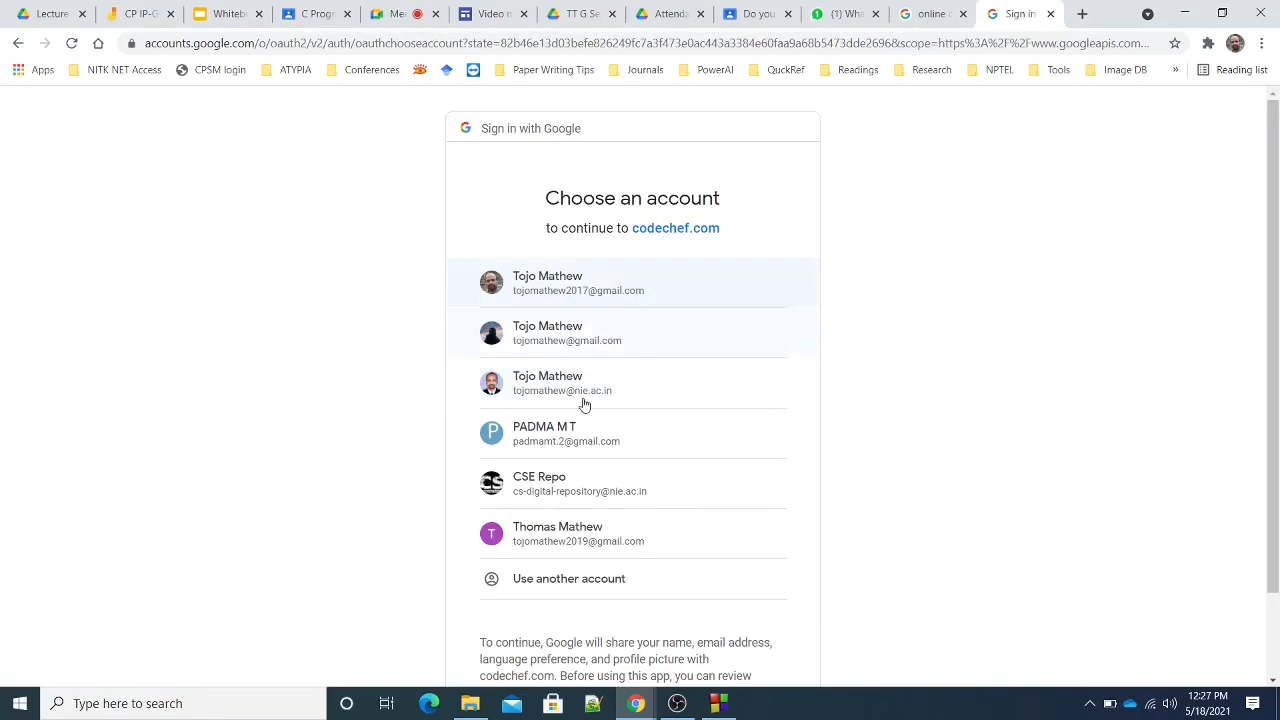 Lecture
CP IP-G
Whiteb
C Progr
Me
Video m
TT G Se
Attenda
Do you
(1) Wha
online c
Sign in
accounts.google.com/o/oauth2/v2/auth/oauthchooseaccount?state=82b46e13d03befe826249fc7a3f473e0ac443a3384e60faa9a68b5473dde26968&scope=https%3A%2F%2Fwww.googleapis.com...
Apps
NITK NET Access
CPSM login
ATYPIA
Conferences
Paper Writing Tips
Journals
PowerAI
QuckRef
Readings
Research
NPTEL
Tools
Image DB
»
Reading list
Sign in with Google
Choose an account
to continue to codechef.com
Tojo Mathew
tojomathew2017@gmail.com
Tojo Mathew
tojomathew@gmail.com
Tojo Mathew
tojomathew@nie.ac.in
P
PADMA M T
padmamt.2@gmail.com
CS
CSE Repo
cs-digital-repository@nie.ac.in
T
Thomas Mathew
tojomathew2019@gmail.com
Use another account
To continue, Google will share your name, email address,
language preference, and profile picture with
codechef.com. Before using this app, you can review
Type here to search
12:27 PM
5/18/2021